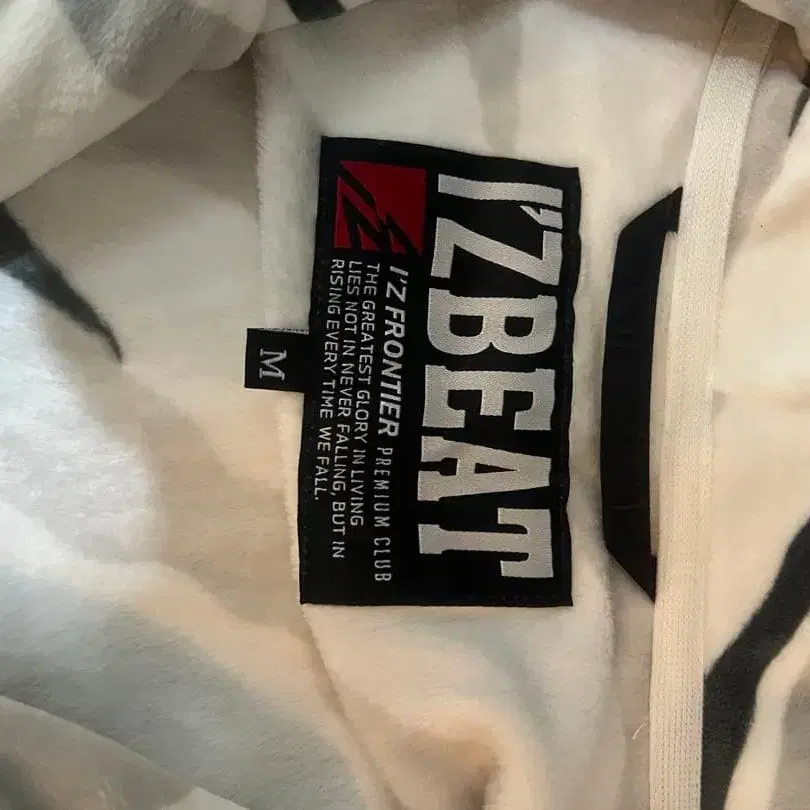 I'ZBEAT
IZ
I'Z FRONTIER PREMIUM CLUB
THE GREATEST GLORY IN LIVING
LIES NOT IN NEVER FALLING, BUT IN
RISING EVERY TIME WE FALL.
M